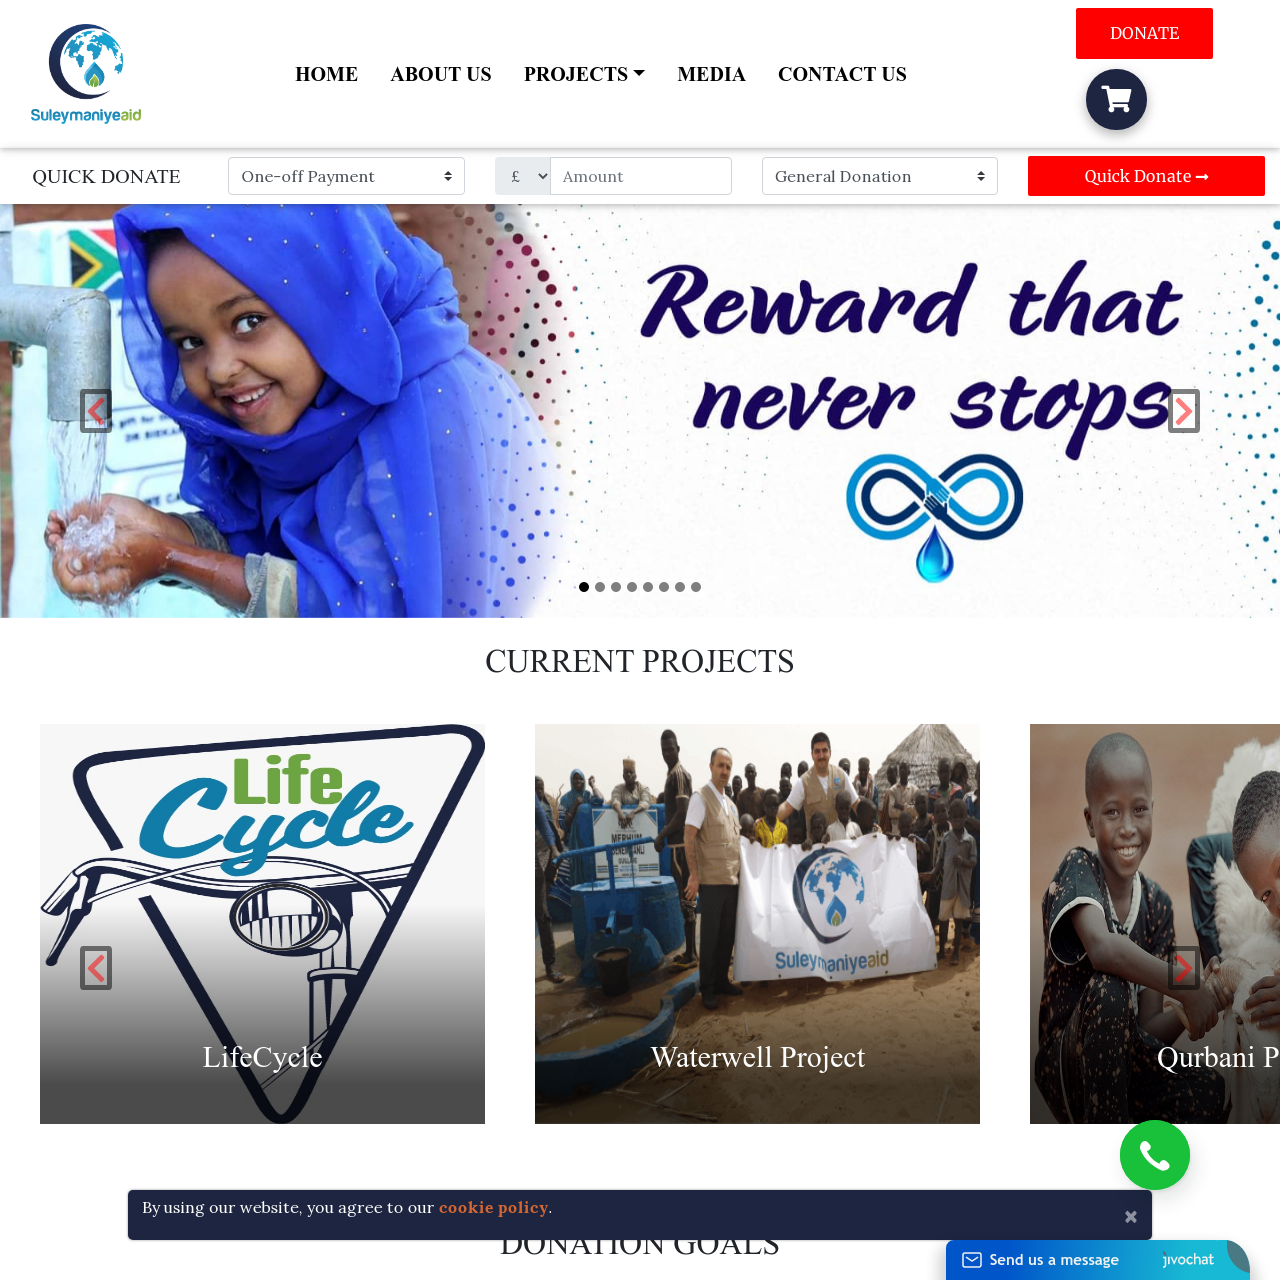 Suleymaniyeaid
HOME
ABOUT US
PROJECTS
MEDIA
CONTACT US
DONATE
QUICK DONATE
One-off Payment
£
Amount
General Donation
Quick Donate
Reward that
never stops
CURRENT PROJECTS
Life
Cycle
LifeCycle
MERHUM
Suleymaniyeaid
Waterwell Project
Qurbani P
By using our website, you agree to our cookie policy.
×
DONATION GOALS
Send us a message
jivochat